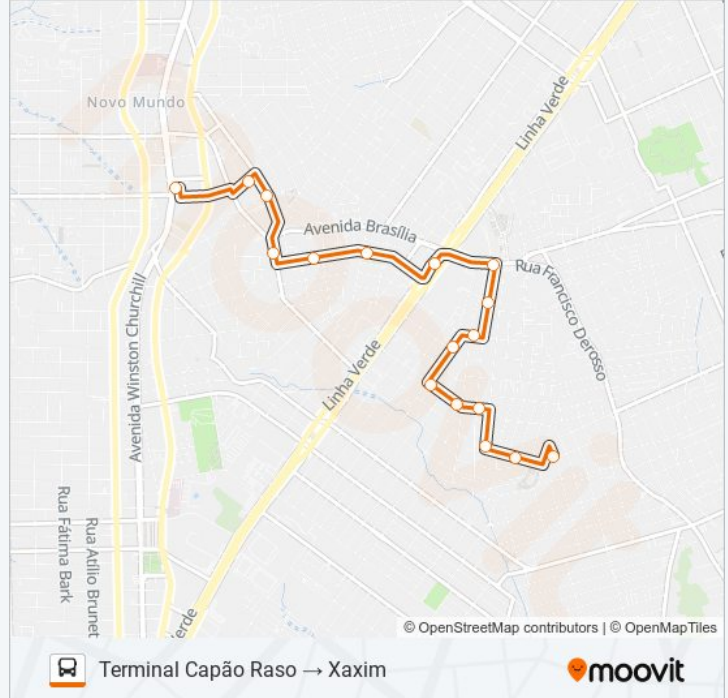 Novo Mundo
Linha Verde
Avenida Brasília
Rua Francisco Derosso
Avenida Winston Churchill
Linha Verde
Rua Fátima Bark
Rua Atílio Brunet
Verde
© OpenStreetMap contributors | © OpenMapTiles
Terminal Capão Raso → Xaxim
moovit